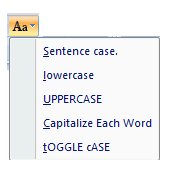 Aa
Sentence case.
lowercase
UPPERCASE
Capitalize Each Word
tOGGLE cASE